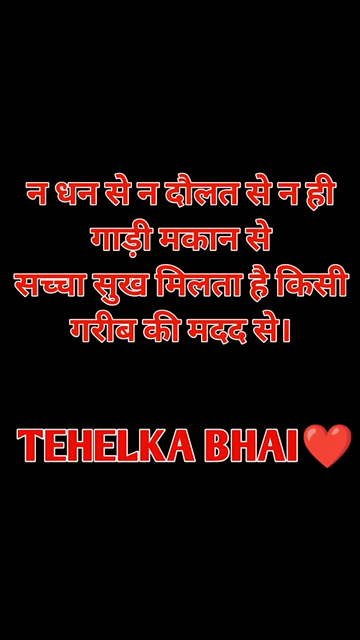 न धन से न दौलत से न ही
गाड़ी मकान से
सच्चा सुख मिलता है किसी
गरीब की मदद से।
TEHELKA BHAI❤️